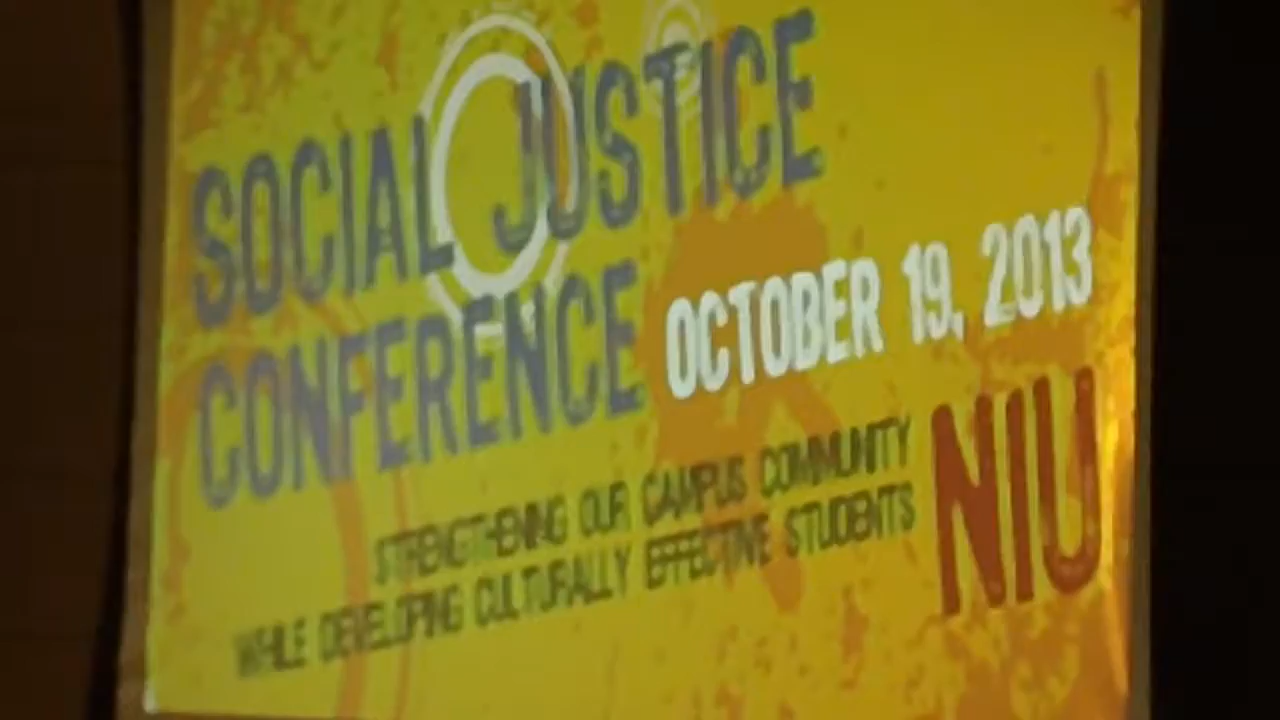 SOCIAL JUSTICE
CONFERENCE OCTOBER 19, 2013
STRENGTHENING OUR CAMPUS COMMUNITY
WHILE DEVELOPING CULTURALLY EFFECTIVE STUDENTS
NIU